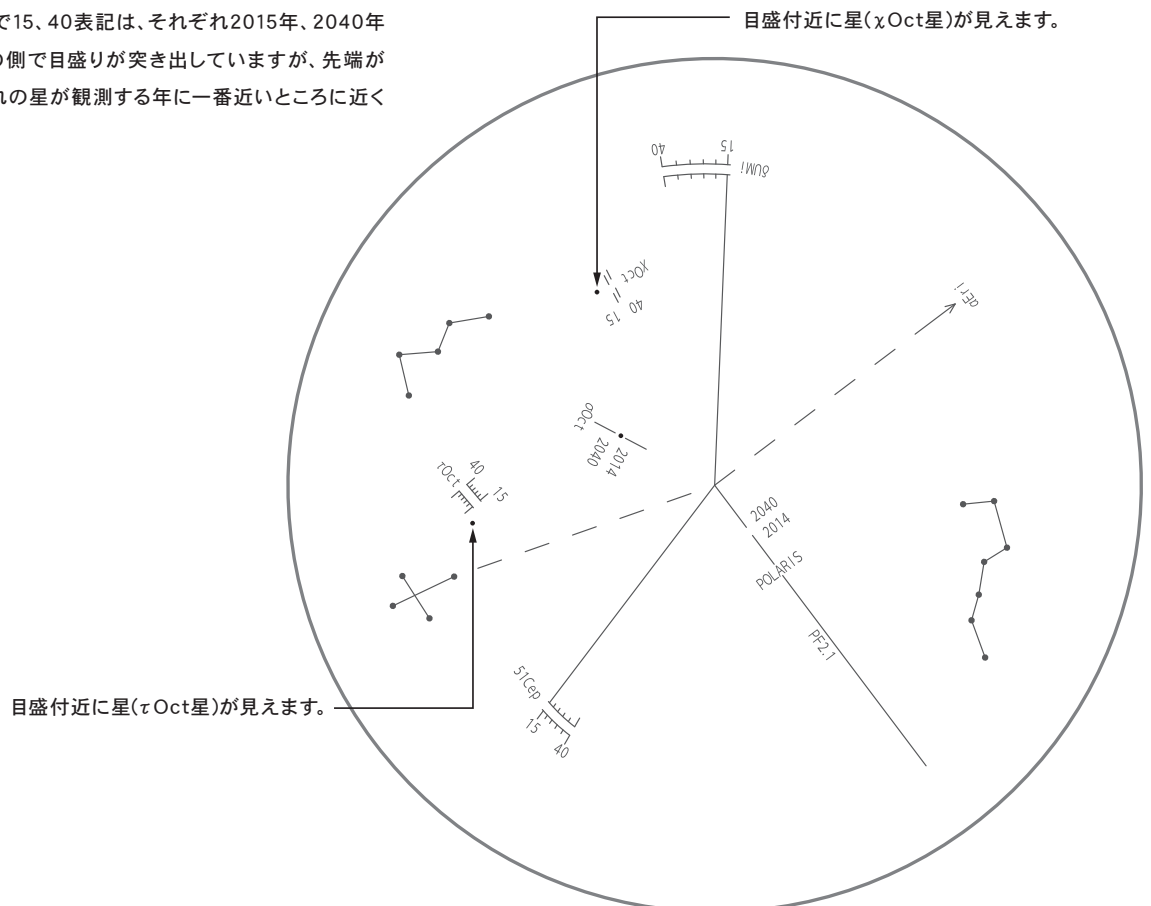 で15、40表記は、それぞれ2015年、2040年
の側で目盛りが突き出していますが、先端が
れの星が観測する年に一番近いところに近く
目盛付近に星(χOct星)が見えます。
40
15
δUMi
χOct
40
15
αEri
σOct
2040
2014
τOct
40
15
2040
2014
POLARIS
PF2.1
51Cep
15
40
目盛付近に星(τOct星)が見えます。